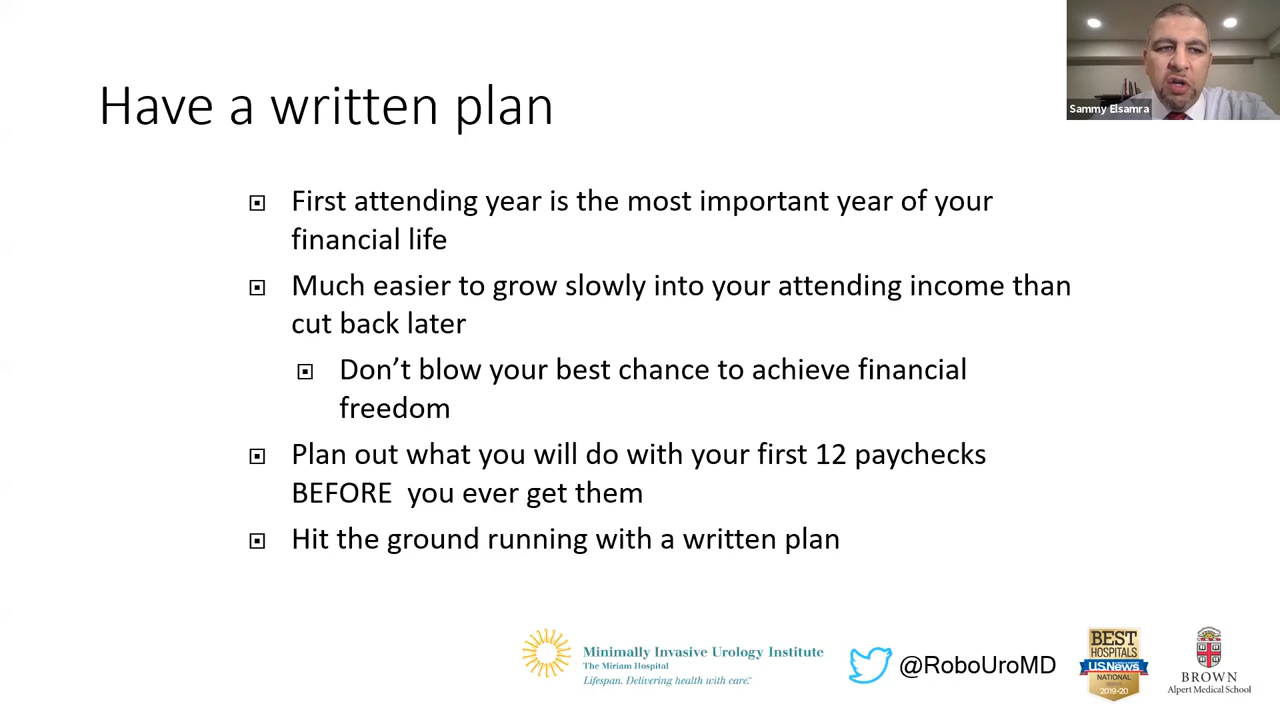 Sammy Elsamra
Have a written plan
First attending year is the most important year of your
financial life
Much easier to grow slowly into your attending income than
cut back later
Don’t blow your best chance to achieve financial
freedom
Plan out what you will do with your first 12 paychecks
BEFORE  you ever get them
Hit the ground running with a written plan
Minimally Invasive Urology Institute
The Miriam Hospital
Lifespan. Delivering health with care.™
@RoboUroMD
BEST
HOSPITALS
U.S.News
NATIONAL
2019-20
BROWN
Alpert Medical School